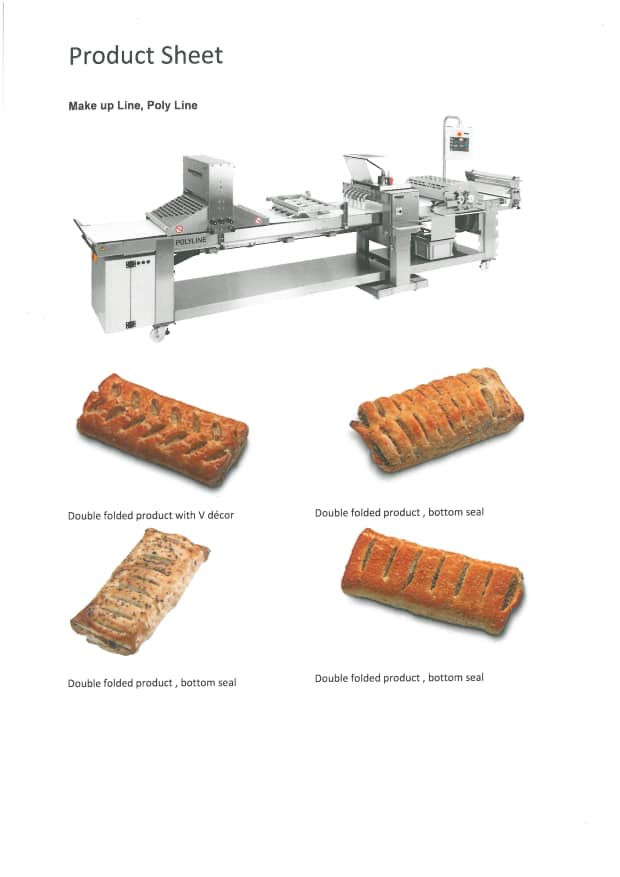 Product Sheet
Make up Line, Poly Line
POLYLINE
Double folded product with V décor
Double folded product , bottom seal
Double folded product , bottom seal
Double folded product , bottom seal